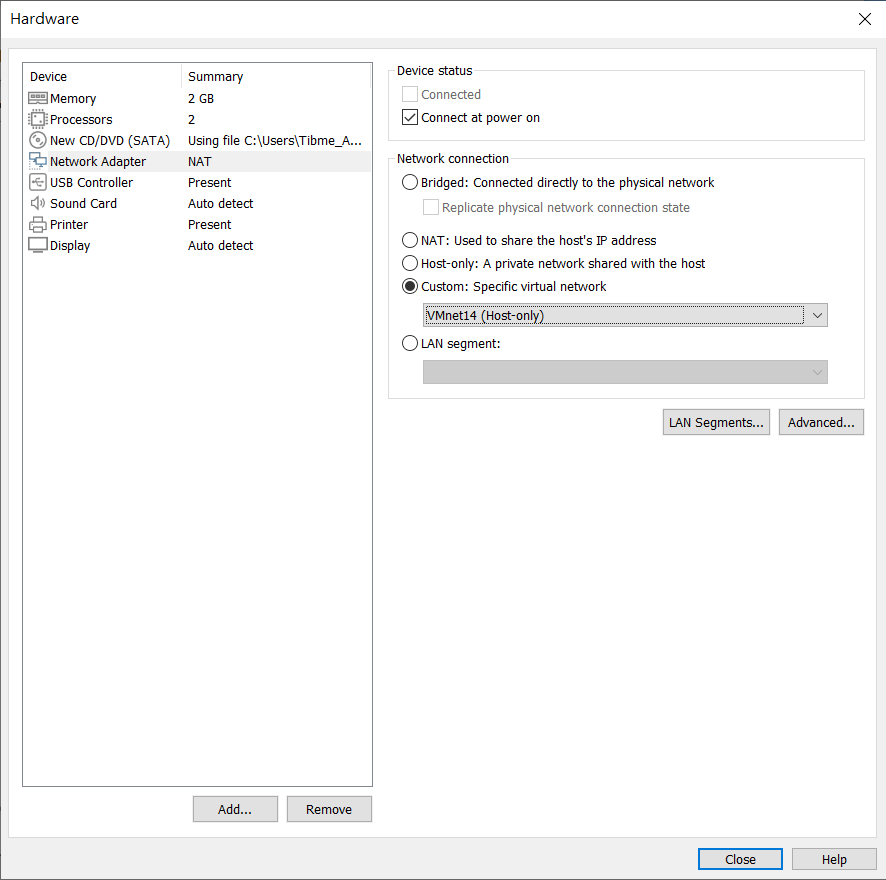 Hardware
Device Summary
Memory 2 GB
Processors 2
New CD/DVD (SATA) Using file C:\Users\Tibme_A...
Network Adapter NAT
USB Controller Present
Sound Card Auto detect
Printer Present
Display Auto detect
Add... Remove
Device status
Connected
Connect at power on
Network connection
Bridged: Connected directly to the physical network
Replicate physical network connection state
NAT: Used to share the host's IP address
Host-only: A private network shared with the host
Custom: Specific virtual network
VMnet14 (Host-only)
LAN segment:
LAN Segments... Advanced...
Close Help